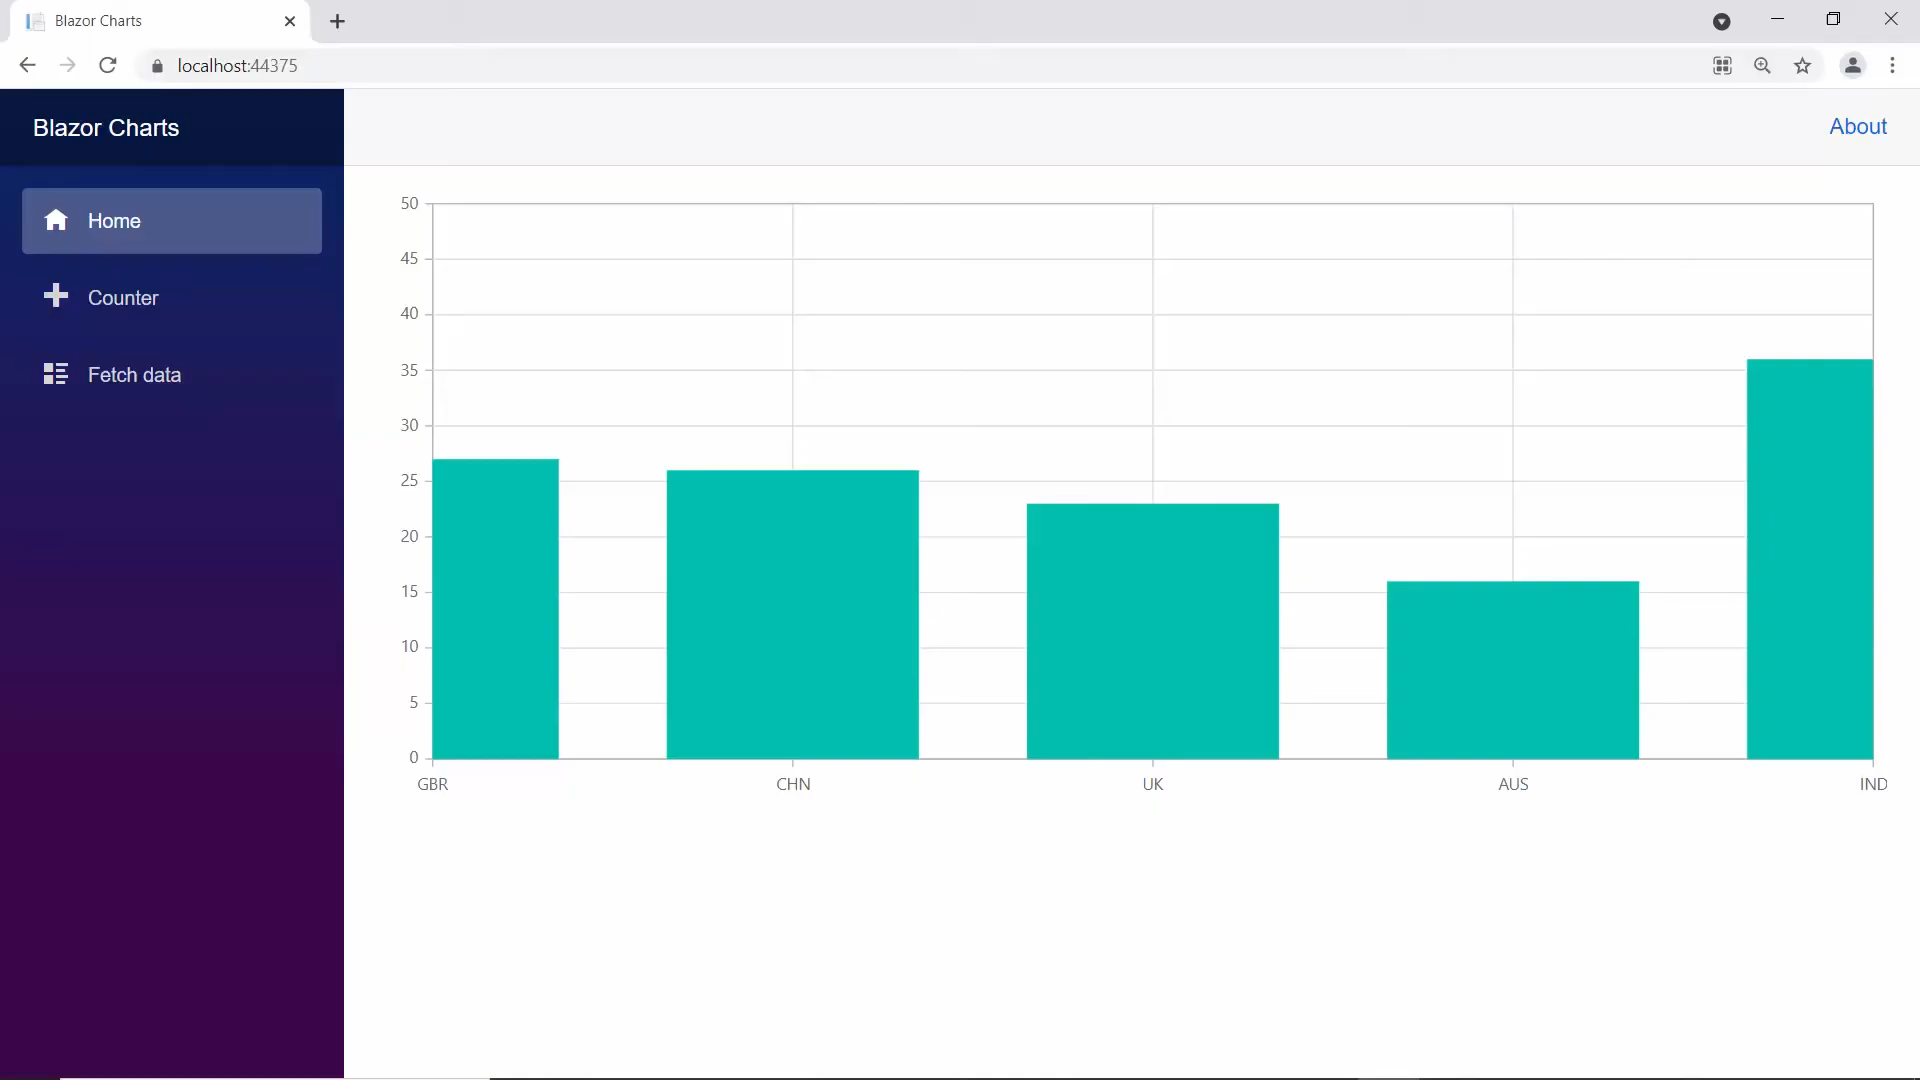 Blazor Charts
localhost:44375
Blazor Charts
About
Home
Counter
Fetch data
50
45
40
35
30
25
20
15
10
5
0
GBR CHN UK AUS IND